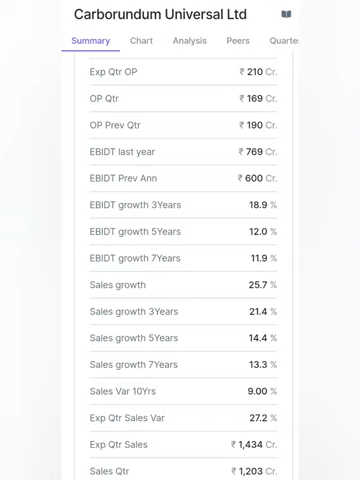 Carborundum Universal Ltd
Summary Chart Analysis Peers Quarte
Exp Qtr OP ₹ 210 Cr.
OP Qtr ₹ 169 Cr.
OP Prev Qtr ₹ 190 Cr.
EBIDT last year ₹ 769 Cr.
EBIDT Prev Ann ₹ 600 Cr.
EBIDT growth 3Years 18.9 %
EBIDT growth 5Years 12.0 %
EBIDT growth 7Years 11.9 %
Sales growth 25.7 %
Sales growth 3Years 21.4 %
Sales growth 5Years 14.4 %
Sales growth 7Years 13.3 %
Sales Var 10Yrs 9.00 %
Exp Qtr Sales Var 27.2 %
Exp Qtr Sales ₹ 1,434 Cr.
Sales Qtr ₹ 1,203 Cr.